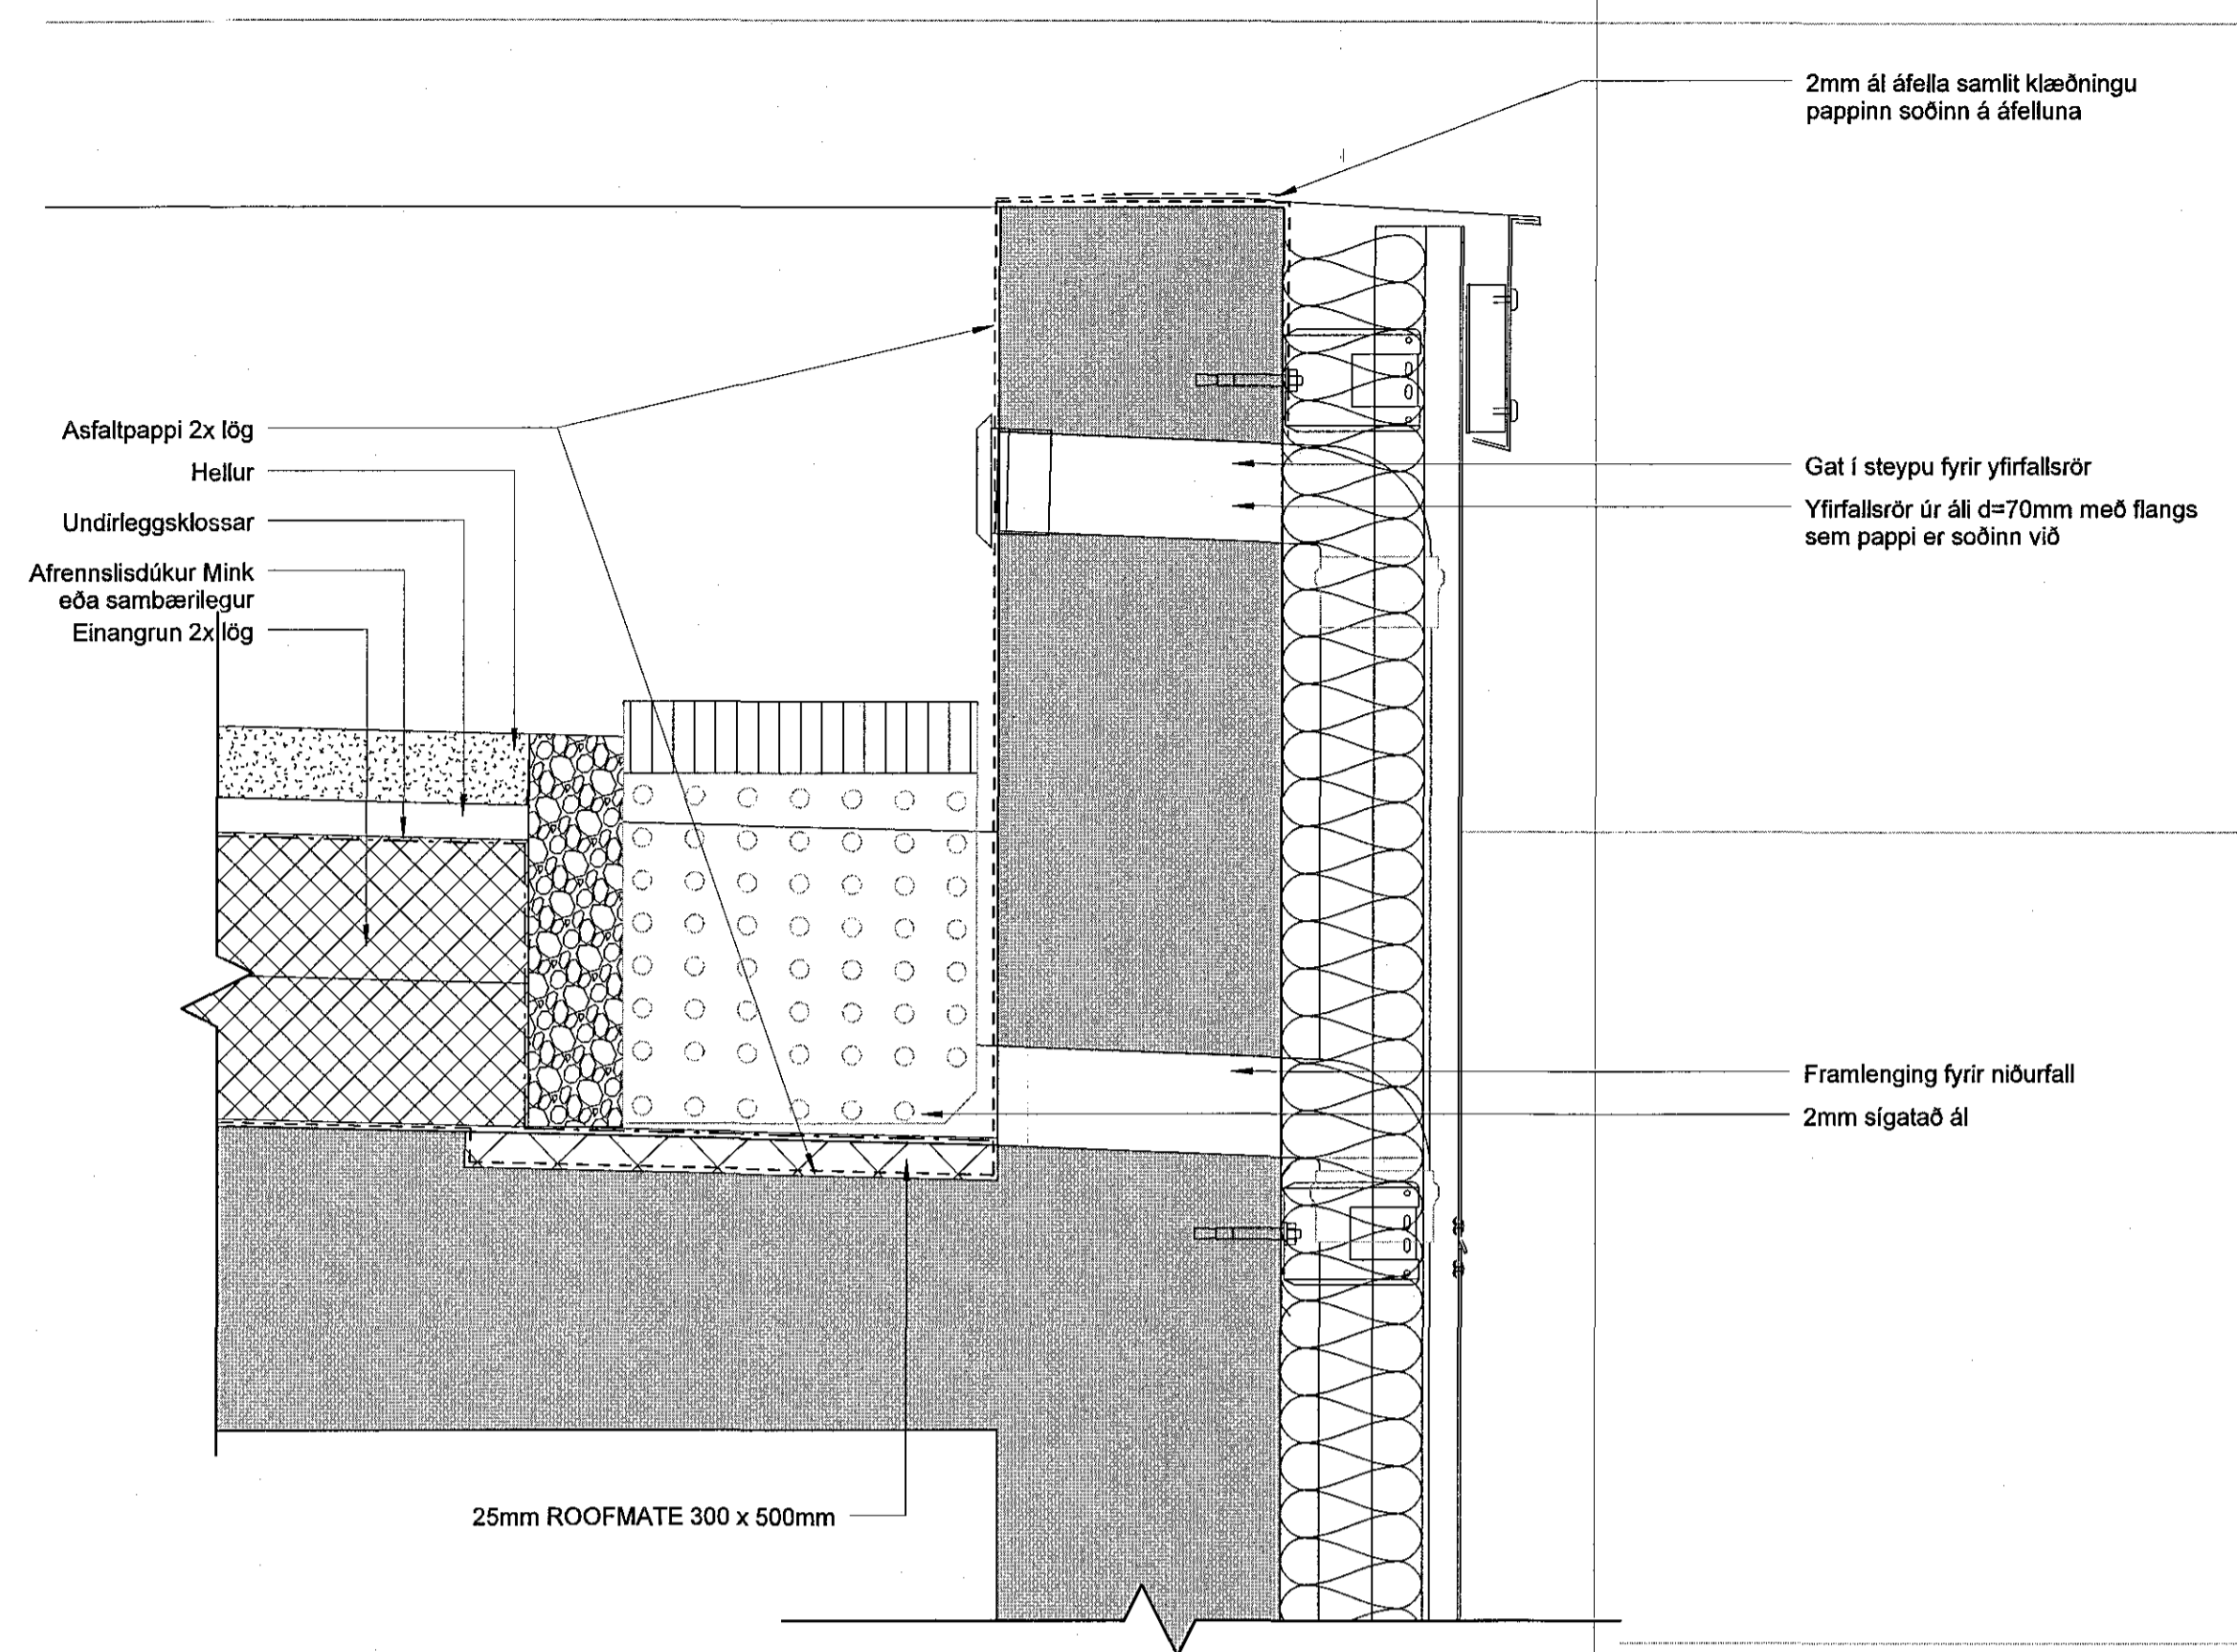 2mm ál áfella samlit klæðningu
pappinn soðinn á áfelluna
Asfaltpappi 2x lög
Hellur
Undirleggsklossar
Afrennslisdúkur Mink
eða sambærilegur
Einangrun 2x lög
Gat í steypu fyrir yfirfallsrör
Yfirfallsrör úr áli d=70mm með flangs
sem pappi er soðinn við
Framlenging fyrir niðurfall
2mm sígatað ál
25mm ROOFMATE 300 x 500mm